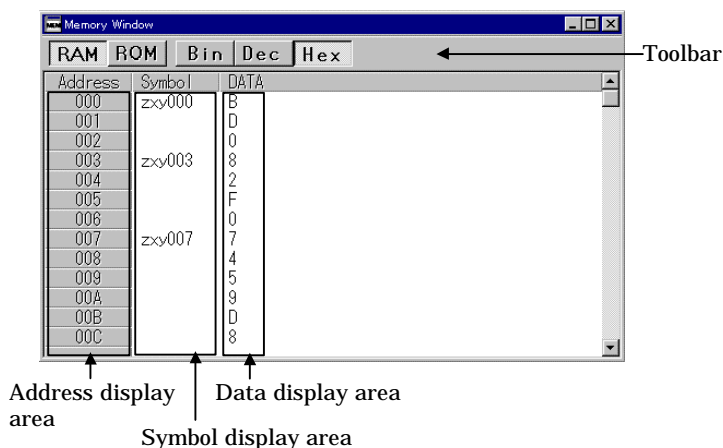 MEM Memory Window
RAM ROM Bin Dec Hex
Toolbar
Address Symbol DATA
000 zxy000 B
001 D
002 0
003 zxy003 8
004 2
005 F
006 0
007 zxy007 7
008 4
009 5
00A 9
00B D
00C 8
Address display
area
Data display area
Symbol display area